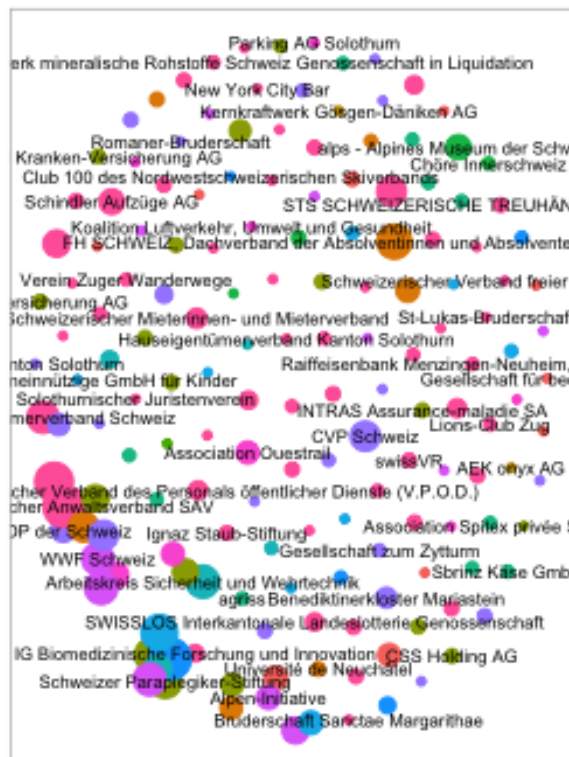 Parking AG Solothurn
erk mineralische Rohstoffe Schweiz Genossenschaft in Liquidation
New York City Bar
Kernkraftwerk Gösgen-Däniken AG
Romaner-Bruderschaft
alps - Alpines Museum der Schw
Kranken-Versicherung AG
Chöre Innerschweiz
Club 100 des Nordwestschweizerischen Skiverbands
Schindler Aufzüge AG
STS SCHWEIZERISCHE TREUHÄN
Koalition Luftverkehr, Umwelt und Gesundheit
FH SCHWEIZ, Dachverband der Absolventinnen und Absolvente
Verein Zuger Wanderwege
Schweizerischer Verband freier
ersicherung AG
Schweizerischer Mieterinnen- und Mieterverband
St-Lukas-Bruderschaf
Hauseigentümerverband Kanton Solothurn
nton Solothurn
Raiffeisenbank Menzingen-Neuheim,
meinnützige GmbH für Kinder
Gesellschaft für be
Solothurnischer Juristenverein
INTRAS Assurance-maladie SA
merverband Schweiz
Lions-Club Zug
CVP Schweiz
Association Ouestrail
swissVR
AEK onyx AG
cher Verband des Personals öffentlicher Dienste (V.P.O.D.)
cher Anwaltsverband SAV
DP der Schweiz
Ignaz Staub-Stiftung
Association Spitex privée S
WWF Schweiz
Gesellschaft zum Zytturm
Sbrinz Käse Gmb
Arbeitskreis Sicherheit und Wehrtechnik
agriss
Benediktinerkloster Mariastein
SWISSLOS Interkantonale Landeslotterie Genossenschaft
IG Biomedizinische Forschung und Innovation
CSS Holding AG
Université de Neuchâtel
Schweizer Paraplegiker-Stiftung
Alpen-Initiative
Bruderschaft Sanctae Margarithae